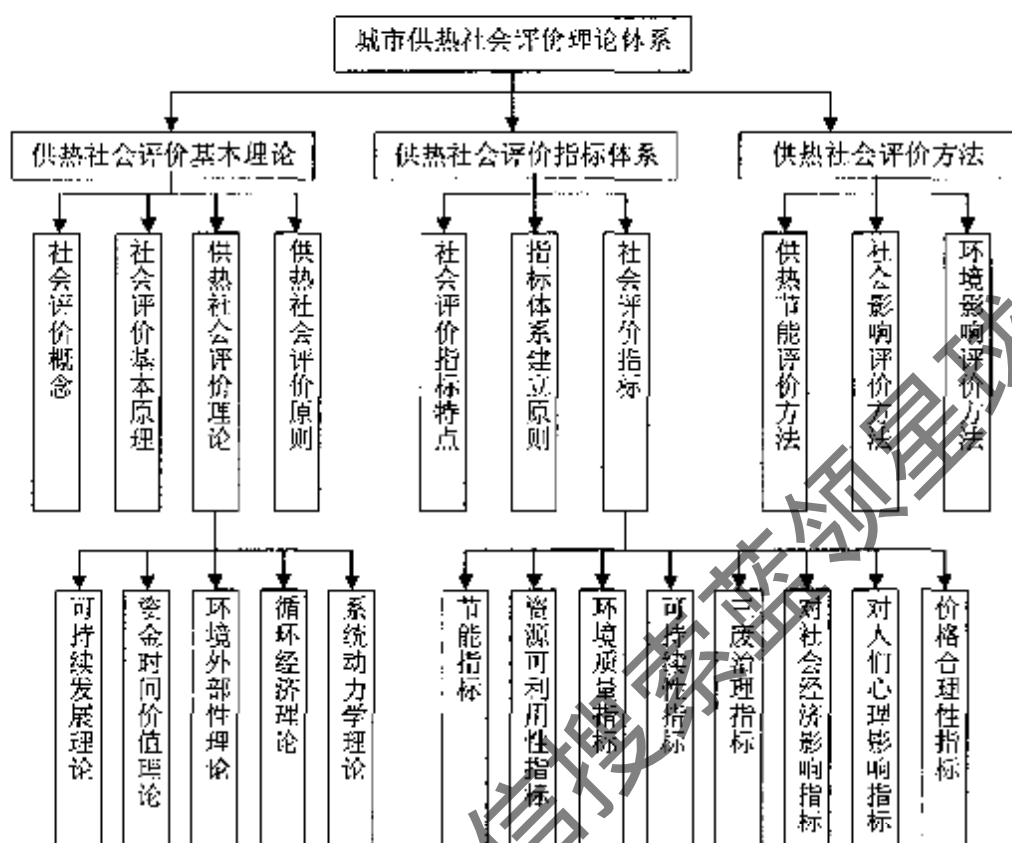 城市供热社会评价理论体系
供热社会评价基本理论
供热社会评价指标体系
供热社会评价方法
社会评价概念
社会评价基本原理
供热社会评价理论
供热社会评价原则
社会评价指标特点
指标体系建立原则
社会评价指标
供热节能评价方法
社会影响评价方法
环境影响评价方法
可持续发展理论
资金时间价值理论
环境外部性理论
循环经济理论
系统动力学理论
节能指标
资源可利用性指标
环境质量指标
可持续性指标
三废治理指标
对社会经济影响指标
对人们心理影响指标
价格合理性指标
信搜索蓝领星球